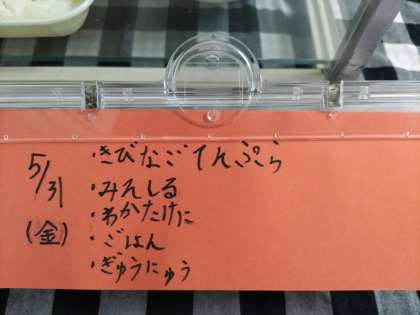 5/31
(金)
・きびなごてんぷら
・みそしる
・わかたけに
・ごはん
・ぎゅうにゅう